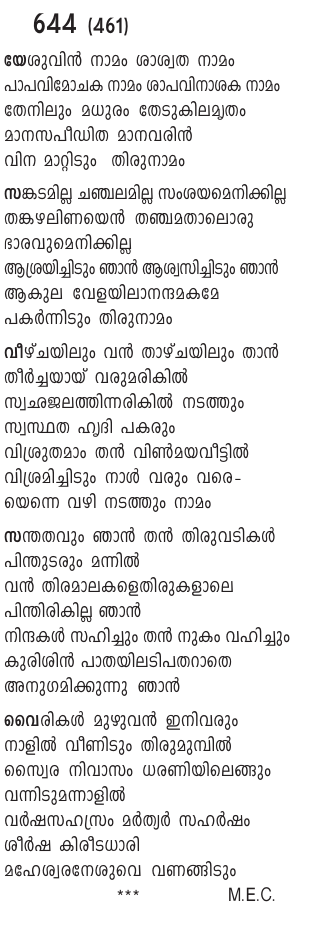 644 (461)
യേശുവിൻ നാമം ശാശ്വത നാമം
പാപവിമോചക നാമം ശാപവിനാശക നാമം
തേനിലും മധുരം തേടുകിലമൃതം
മാനസപീഡിത മാനവരിൻ
വിന മാറ്റിടും തിരുനാമം
സങ്കടമില്ല ചഞ്ചലമില്ല സംശയമെനിക്കില്ല
തങ്കഴലിണയെൻ തഞ്ചമതാലൊരു
ഭാരവുമെനിക്കില്ല
ആശ്രയിച്ചിടും ഞാൻ ആശ്വസിച്ചിടും ഞാൻ
ആകുല വേളയിലാനന്ദമകമേ
പകർന്നിടും തിരുനാമം
വീഴ്ചയിലും വൻ താഴ്ചയിലും താൻ
തീർച്ചയായ് വരുമരികിൽ
സ്വഛജലത്തിന്നരികിൽ നടത്തും
സ്വസ്ഥത ഹൃദി പകരും
വിശ്രുതമാം തൻ വിൺമയവീട്ടിൽ
വിശ്രമിച്ചിടും നാൾ വരും വരെ-
യെന്നെ വഴി നടത്തും നാമം
സന്തതവും ഞാൻ തൻ തിരുവടികൾ
പിന്തുടരും മന്നിൽ
വൻ തിരമാലകളെതിരുകളാലെ
പിന്തിരികില്ല ഞാൻ
നിന്ദകൾ സഹിച്ചും തൻ നുകം വഹിച്ചും
കുരിശിൻ പാതയിലടിപതറാതെ
അനുഗമിക്കുന്നു ഞാൻ
വൈരികൾ മുഴുവൻ ഇനിവരും
നാളിൽ വീണിടും തിരുമുമ്പിൽ
സ്വൈര നിവാസം ധരണിയിലെങ്ങും
വന്നിടുമന്നാളിൽ
വർഷസഹസ്രം മർത്യർ സഹർഷം
ശീർഷ കിരീടധാരി
മഹേശ്വരനേശുവെ വണങ്ങിടും
*** M.E.C.